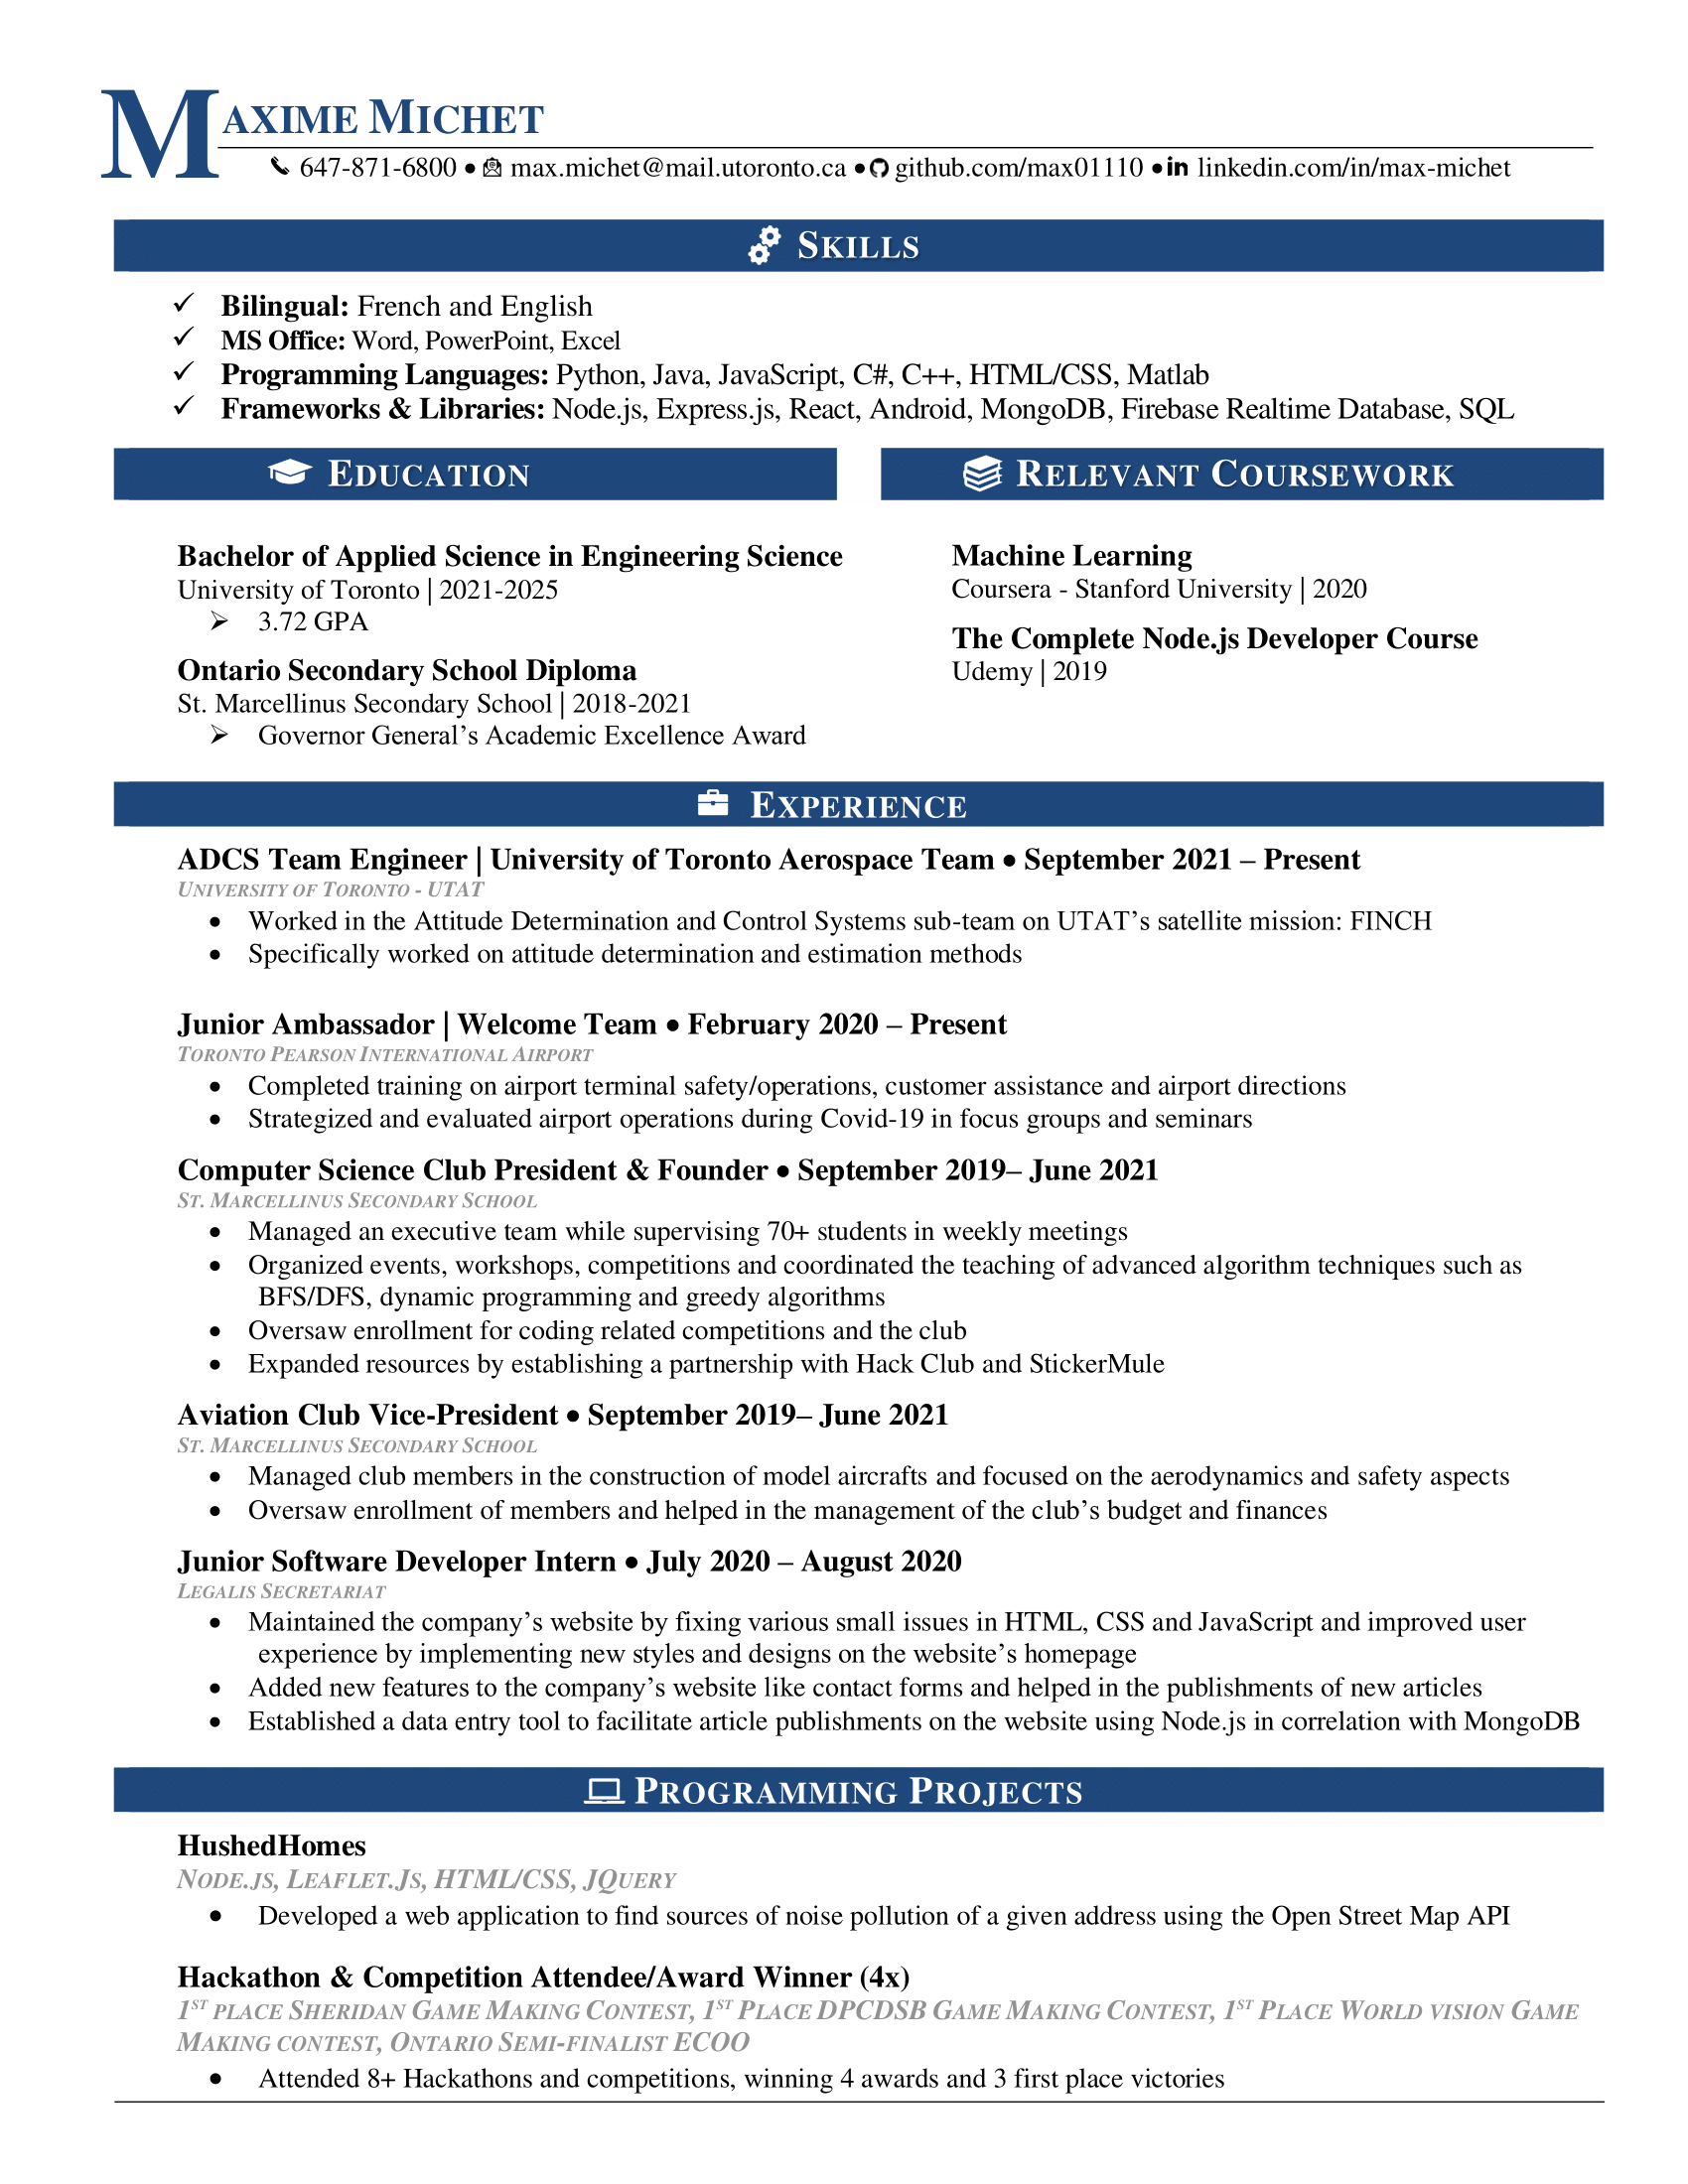 MAXIME MICHET
647-871-6800 • max.michet@mail.utoronto.ca • github.com/max01110 • in linkedin.com/in/max-michet
SKILLS
✓ Bilingual: French and English
✓ MS Office: Word, PowerPoint, Excel
✓ Programming Languages: Python, Java, JavaScript, C#, C++, HTML/CSS, Matlab
✓ Frameworks & Libraries: Node.js, Express.js, React, Android, MongoDB, Firebase Realtime Database, SQL
EDUCATION
Bachelor of Applied Science in Engineering Science
University of Toronto | 2021-2025
➢ 3.72 GPA
Ontario Secondary School Diploma
St. Marcellinus Secondary School | 2018-2021
➢ Governor General’s Academic Excellence Award
RELEVANT COURSEWORK
Machine Learning
Coursera - Stanford University | 2020
The Complete Node.js Developer Course
Udemy | 2019
EXPERIENCE
ADCS Team Engineer | University of Toronto Aerospace Team • September 2021 – Present
UNIVERSITY OF TORONTO - UTAT
• Worked in the Attitude Determination and Control Systems sub-team on UTAT’s satellite mission: FINCH
• Specifically worked on attitude determination and estimation methods
Junior Ambassador | Welcome Team • February 2020 – Present
TORONTO PEARSON INTERNATIONAL AIRPORT
• Completed training on airport terminal safety/operations, customer assistance and airport directions
• Strategized and evaluated airport operations during Covid-19 in focus groups and seminars
Computer Science Club President & Founder • September 2019– June 2021
ST. MARCELLINUS SECONDARY SCHOOL
• Managed an executive team while supervising 70+ students in weekly meetings
• Organized events, workshops, competitions and coordinated the teaching of advanced algorithm techniques such as
BFS/DFS, dynamic programming and greedy algorithms
• Oversaw enrollment for coding related competitions and the club
• Expanded resources by establishing a partnership with Hack Club and StickerMule
Aviation Club Vice-President • September 2019– June 2021
ST. MARCELLINUS SECONDARY SCHOOL
• Managed club members in the construction of model aircrafts and focused on the aerodynamics and safety aspects
• Oversaw enrollment of members and helped in the management of the club’s budget and finances
Junior Software Developer Intern • July 2020 – August 2020
LEGALIS SECRETARIAT
• Maintained the company’s website by fixing various small issues in HTML, CSS and JavaScript and improved user
experience by implementing new styles and designs on the website’s homepage
• Added new features to the company’s website like contact forms and helped in the publishments of new articles
• Established a data entry tool to facilitate article publishments on the website using Node.js in correlation with MongoDB
PROGRAMMING PROJECTS
HushedHomes
NODE.JS, LEAFLET.JS, HTML/CSS, JQUERY
• Developed a web application to find sources of noise pollution of a given address using the Open Street Map API
Hackathon & Competition Attendee/Award Winner (4x)
1ST PLACE SHERIDAN GAME MAKING CONTEST, 1ST PLACE DPCDSB GAME MAKING CONTEST, 1ST PLACE WORLD VISION GAME
MAKING CONTEST, ONTARIO SEMI-FINALIST ECOO
• Attended 8+ Hackathons and competitions, winning 4 awards and 3 first place victories